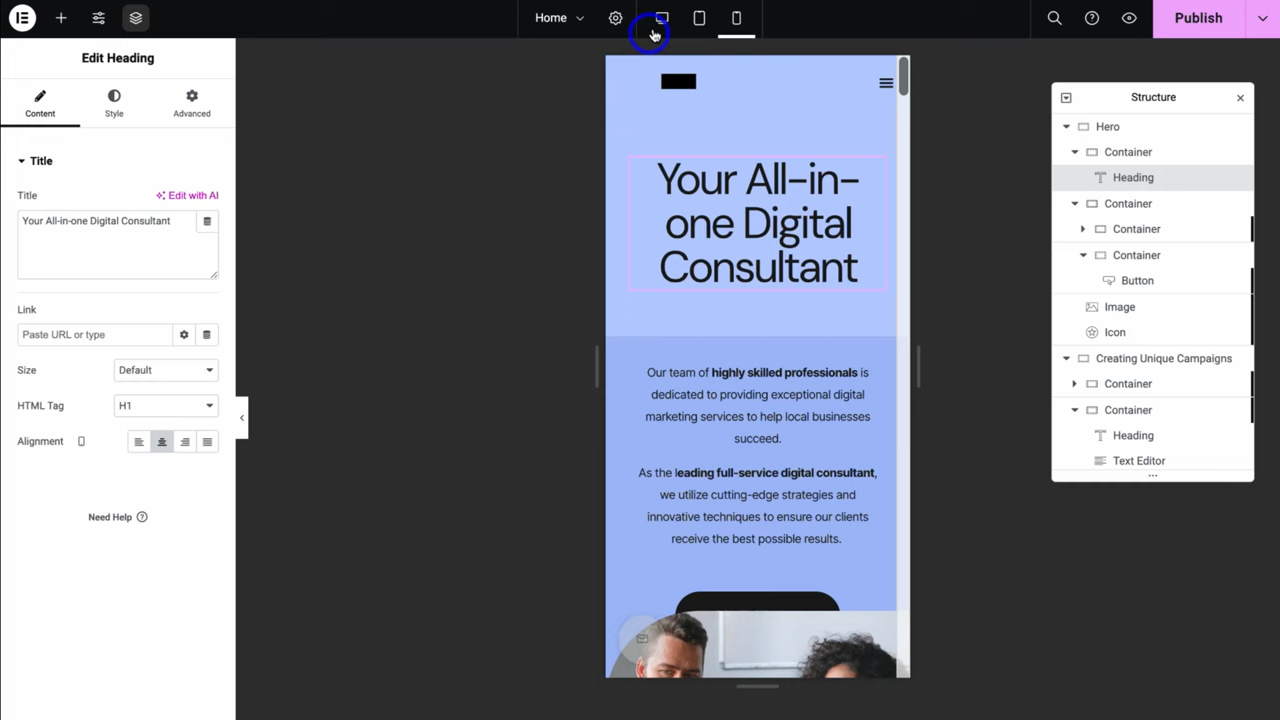 Home
Publish
Edit Heading
Content
Style
Advanced
Title
Title
Edit with AI
Your All-in-one Digital Consultant
Link
Paste URL or type
Size
Default
HTML Tag
H1
Alignment
Need Help
Your All-in-
one Digital
Consultant
Our team of highly skilled professionals is
dedicated to providing exceptional digital
marketing services to help local businesses
succeed.
As the leading full-service digital consultant,
we utilize cutting-edge strategies and
innovative techniques to ensure our clients
receive the best possible results.
Structure
Hero
Container
Heading
Container
Container
Container
Button
Image
Icon
Creating Unique Campaigns
Container
Container
Heading
Text Editor